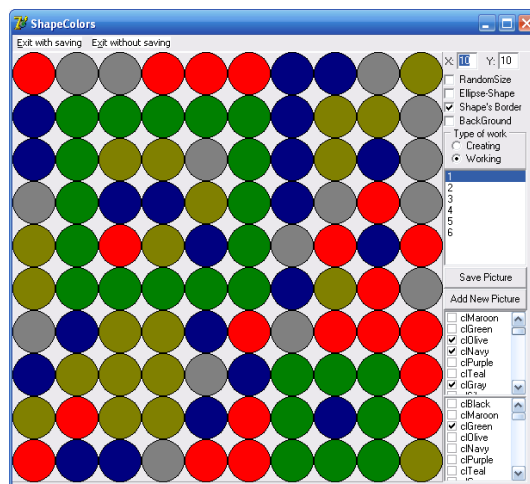 ShapeColors
Exit with saving Exit without saving
X: 10 Y: 10
RandomSize
Ellipse-Shape
Shape's Border
BackGround
Type of work
Creating
Working
1
2
3
4
5
6
Save Picture
Add New Picture
clMaroon
clGreen
clOlive
clNavy
clPurple
clTeal
clGray
clBlack
clMaroon
clGreen
clOlive
clNavy
clPurple
clTeal